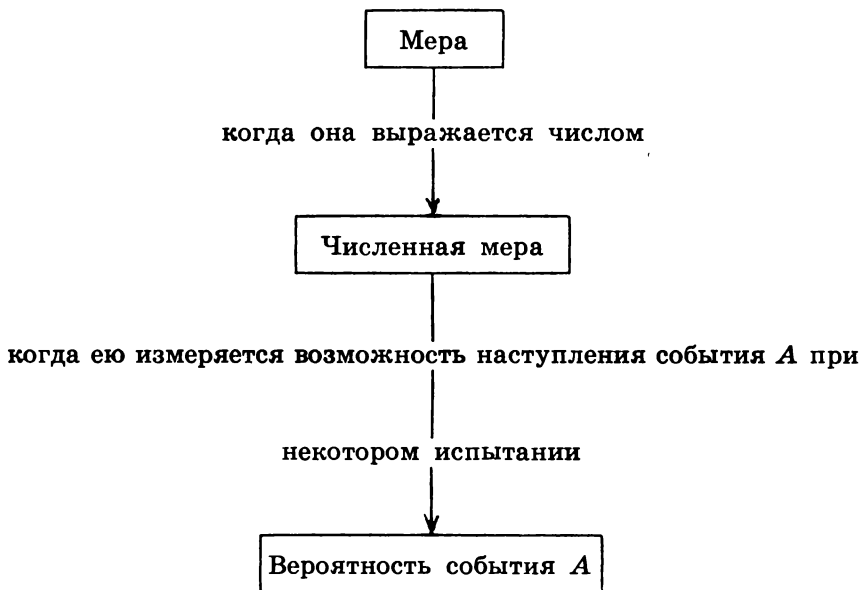 Мера
когда она выражается числом
Численная мера
когда ею измеряется возможность наступления события A при
некотором испытании
Вероятность события A